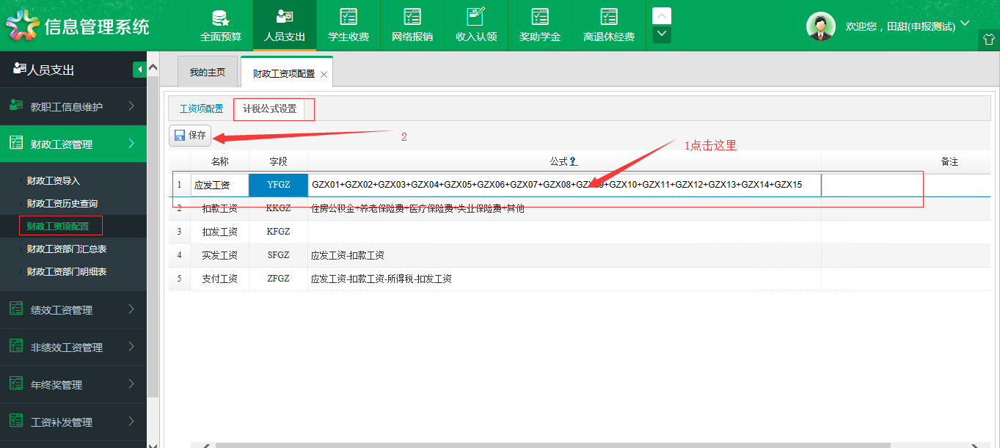 信息管理系统
全面预算
人员支出
学生收费
网络报销
收入认领
奖助学金
离退休经费
欢迎您，田甜(申报测试)
人员支出
教职工信息维护
财政工资管理
财政工资导入
财政工资历史查询
财政工资项配置
财政工资部门汇总表
财政工资部门明细表
绩效工资管理
非绩效工资管理
年终奖管理
工资补发管理
我的主页
财政工资项配置
工资项配置
计税公式设置
保存
2
1点击这里
名称 字段 公式 备注
1 应发工资 YFGZ GZX01+GZX02+GZX03+GZX04+GZX05+GZX06+GZX07+GZX08+GZX09+GZX10+GZX11+GZX12+GZX13+GZX14+GZX15
2 扣款工资 KKGZ 住房公积金+养老保险费+医疗保险费+失业保险费+其他
3 扣发工资 KFGZ
4 实发工资 SFGZ 应发工资-扣款工资
5 支付工资 ZFGZ 应发工资-扣款工资-所得税-扣发工资